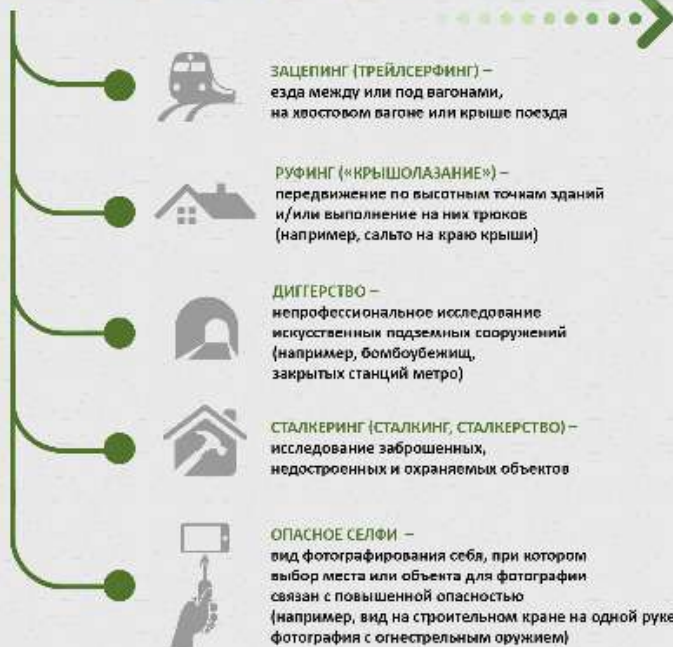 ЗАЦЕПИНГ (ТРЕЙЛСЕРФИНГ) –
езда между или под вагонами,
на хвостовом вагоне или крыше поезда
РУФИНГ («КРЫШОЛАЗАНИЕ») –
передвижение по высотным точкам зданий
и/или выполнение на них трюков
(например, сальто на краю крыши)
ДИГГЕРСТВО –
непрофессиональное исследование
искусственных подземных сооружений
(например, бомбоубежищ,
закрытых станций метро)
СТАЛКЕРИНГ (СТАЛКИНГ, СТАЛКЕРСТВО) –
исследование заброшенных,
недостроенных и охраняемых объектов
ОПАСНОЕ СЕЛФИ –
вид фотографирования себя, при котором
выбор места или объекта для фотографии
связан с повышенной опасностью
(например, вид на строительном кране на одной руке
фотография с огнестрельным оружием)